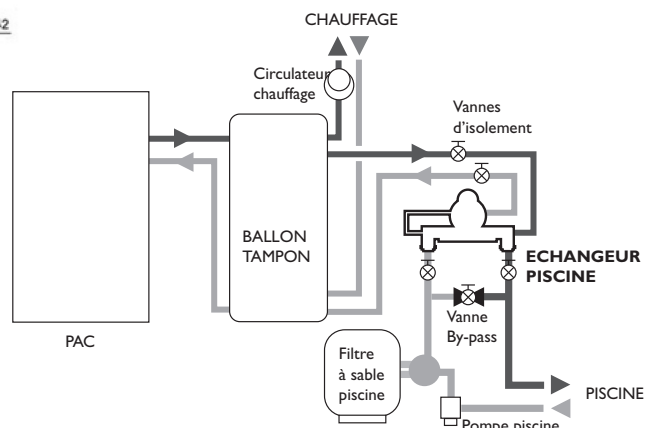 CHAUFFAGE
Circulateur
chauffage
Vannes
d'isolement
BALLON
TAMPON
ECHANGEUR
PISCINE
PAC
Vanne
By-pass
Filtre
à sable
piscine
PISCINE
Pompe piscine